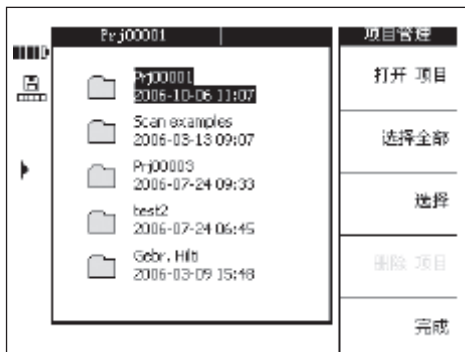 Prj00001
项目管理
Prj00001
2006-10-06 11:07
打开 项目
Scan examples
2006-03-13 09:07
选择全部
Prj00003
2006-07-24 09:33
选择
test2
2006-07-24 06:45
删除 项目
Gebr. Hilti
2006-03-09 15:48
完成